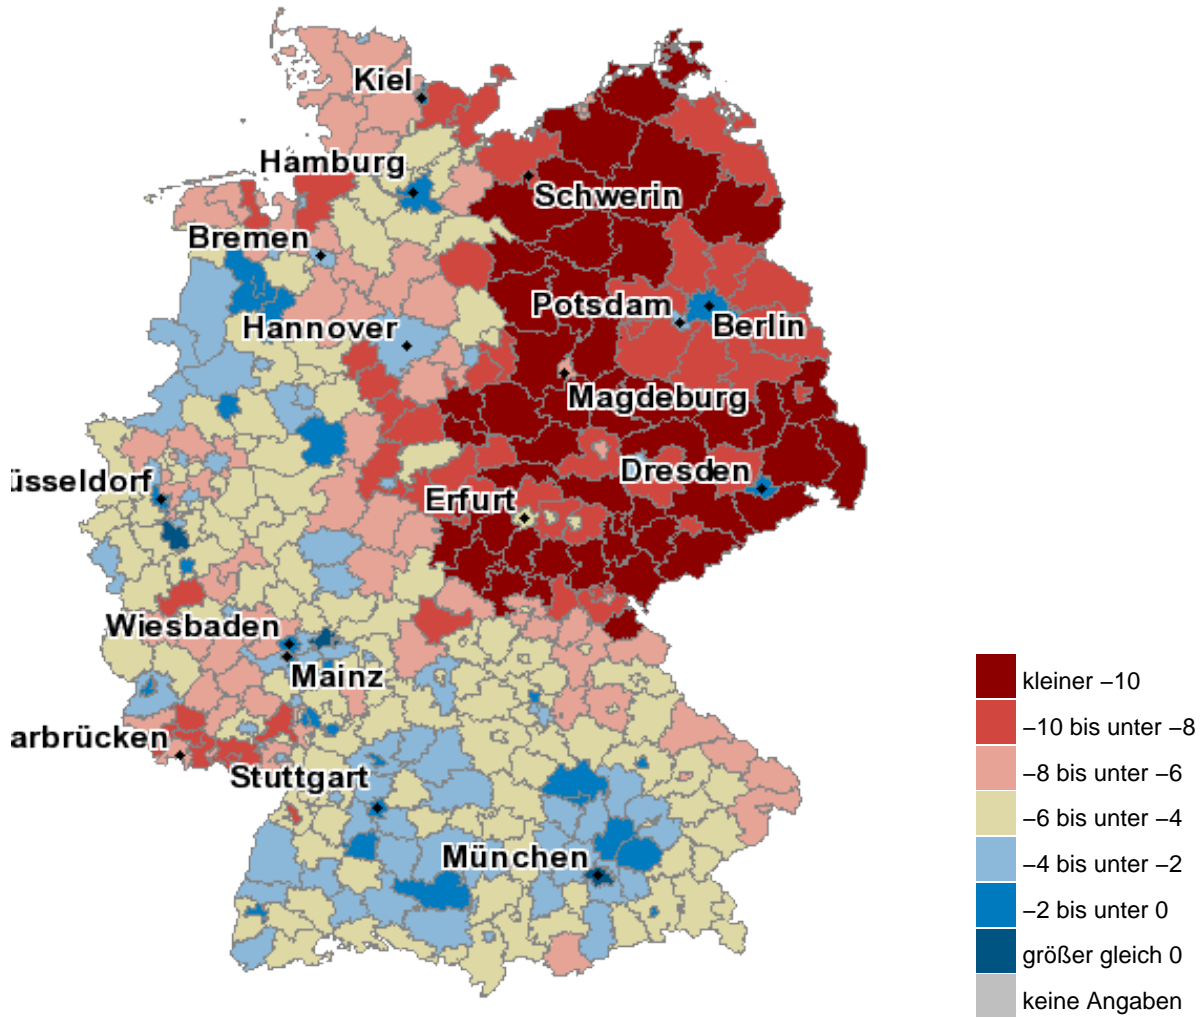 Kiel
Hamburg
Schwerin
Bremen
Potsdam
Berlin
Hannover
Magdeburg
üsseldorf
Dresden
Erfurt
Wiesbaden
Mainz
arbrücken
Stuttgart
München
kleiner −10
−10 bis unter −8
−8 bis unter −6
−6 bis unter −4
−4 bis unter −2
−2 bis unter 0
größer gleich 0
keine Angaben